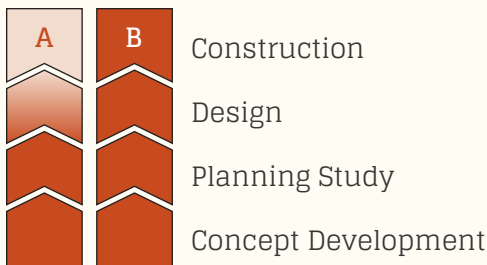 A B
Construction
Design
Planning Study
Concept Development